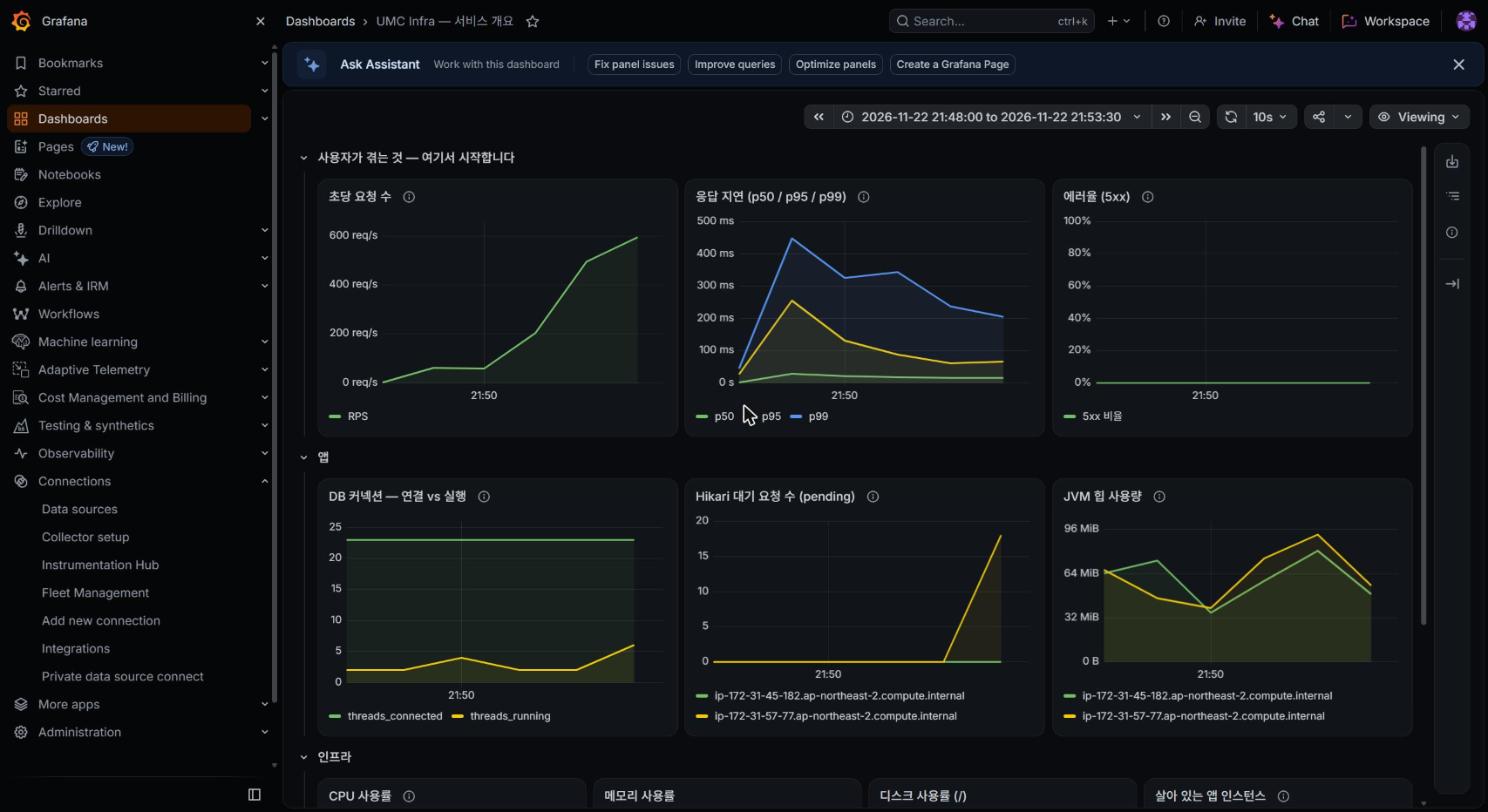 Grafana
Dashboards › UMC Infra — 서비스 개요
Search... ctrl+k
Invite
Chat
Workspace
Bookmarks
Starred
Dashboards
Pages New!
Notebooks
Explore
Drilldown
AI
Alerts & IRM
Workflows
Machine learning
Adaptive Telemetry
Cost Management and Billing
Testing & synthetics
Observability
Connections
Data sources
Collector setup
Instrumentation Hub
Fleet Management
Add new connection
Integrations
Private data source connect
More apps
Administration
Ask Assistant Work with this dashboard Fix panel issues Improve queries Optimize panels Create a Grafana Page
2026-11-22 21:48:00 to 2026-11-22 21:53:30 10s Viewing
사용자가 겪는 것 — 여기서 시작합니다
초당 요청 수
600 req/s
400 req/s
200 req/s
0 req/s
21:50
RPS
응답 지연 (p50 / p95 / p99)
500 ms
400 ms
300 ms
200 ms
100 ms
0 s
21:50
p50 p95 p99
에러율 (5xx)
100%
80%
60%
40%
20%
0%
21:50
5xx 비율
앱
DB 커넥션 — 연결 vs 실행
25
20
15
10
5
0
21:50
threads_connected threads_running
Hikari 대기 요청 수 (pending)
20
15
10
5
0
21:50
ip-172-31-45-182.ap-northeast-2.compute.internal
ip-172-31-57-77.ap-northeast-2.compute.internal
JVM 힙 사용량
96 MiB
64 MiB
32 MiB
0 B
21:50
ip-172-31-45-182.ap-northeast-2.compute.internal
ip-172-31-57-77.ap-northeast-2.compute.internal
인프라
CPU 사용률
메모리 사용률
디스크 사용률 (/)
살아 있는 앱 인스턴스